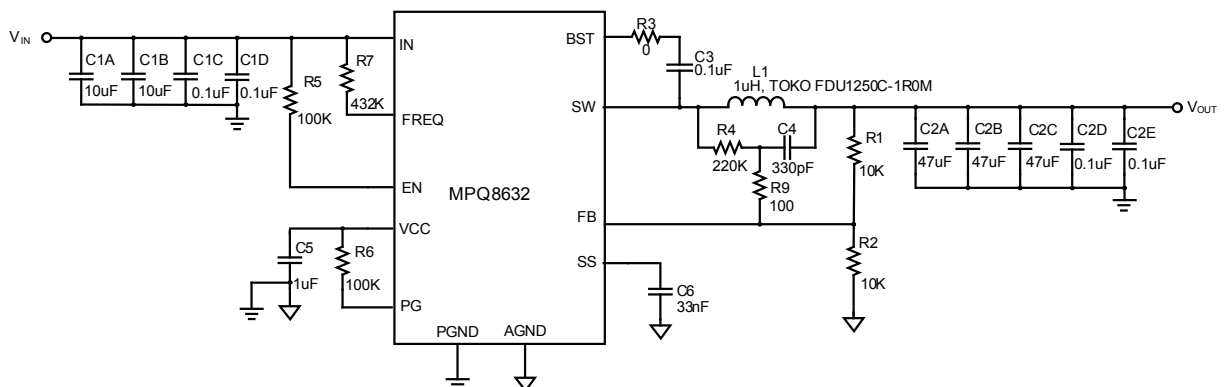 VIN
C1A
10uF
C1B
10uF
C1C
0.1uF
C1D
0.1uF
R5
100K
R7
432K
IN
FREQ
EN
VCC
PG
MPQ8632
PGND
AGND
BST
SW
FB
SS
C5
1uF
R6
100K
R3
0
C3
0.1uF
L1
1uH, TOKO FDU1250C-1R0M
R4
220K
C4
330pF
R9
100
R1
10K
R2
10K
C6
33nF
C2A
47uF
C2B
47uF
C2C
47uF
C2D
0.1uF
C2E
0.1uF
VOUT